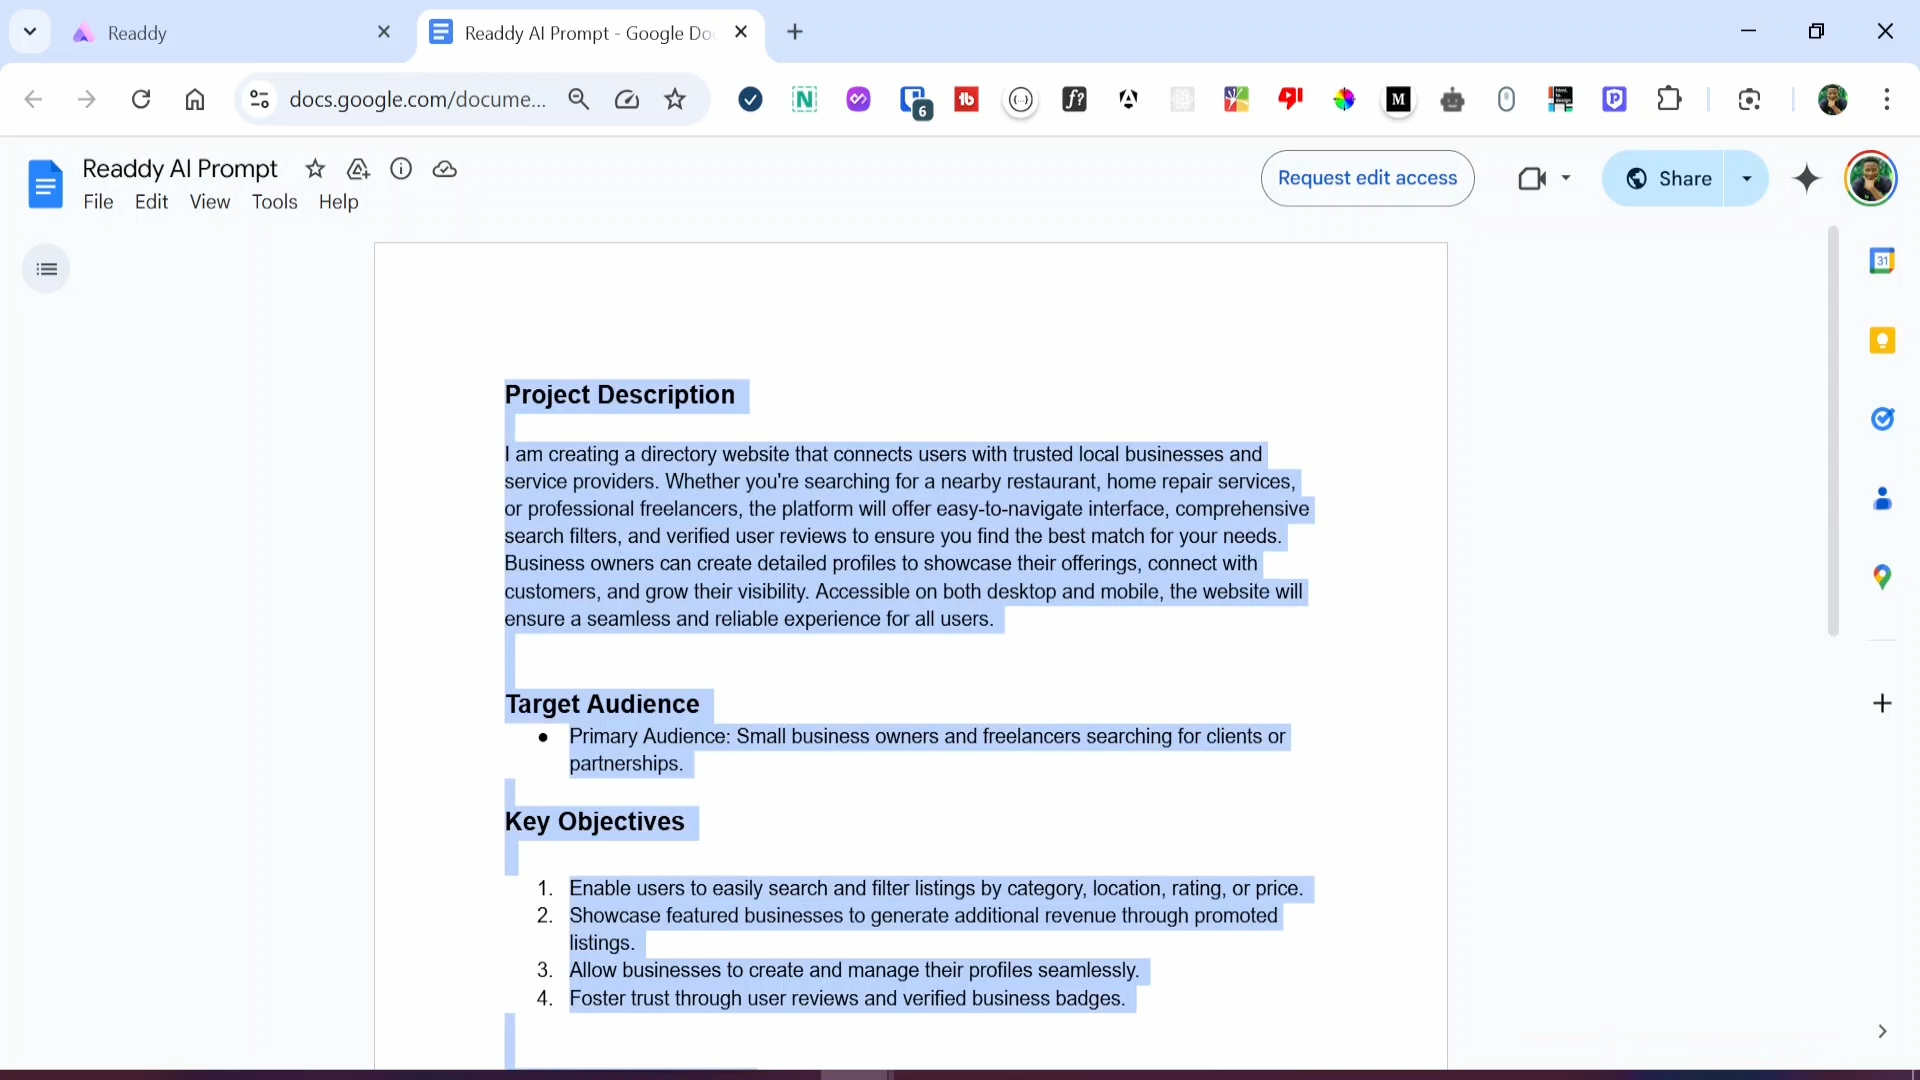 Readdy
Readdy AI Prompt - Google Do
docs.google.com/docume...
6
Readdy AI Prompt
File Edit View Tools Help
Request edit access
Share
31
Project Description
I am creating a directory website that connects users with trusted local businesses and
service providers. Whether you're searching for a nearby restaurant, home repair services,
or professional freelancers, the platform will offer easy-to-navigate interface, comprehensive
search filters, and verified user reviews to ensure you find the best match for your needs.
Business owners can create detailed profiles to showcase their offerings, connect with
customers, and grow their visibility. Accessible on both desktop and mobile, the website will
ensure a seamless and reliable experience for all users.
Target Audience
● Primary Audience: Small business owners and freelancers searching for clients or
partnerships.
Key Objectives
1. Enable users to easily search and filter listings by category, location, rating, or price.
2. Showcase featured businesses to generate additional revenue through promoted
listings.
3. Allow businesses to create and manage their profiles seamlessly.
4. Foster trust through user reviews and verified business badges.